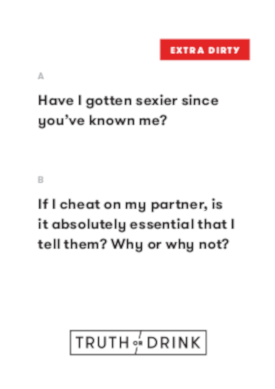 EXTRA DIRTY
A
Have I gotten sexier since
you've known me?
B
If I cheat on my partner, is
it absolutely essential that I
tell them? Why or why not?
TRUTH OR DRINK